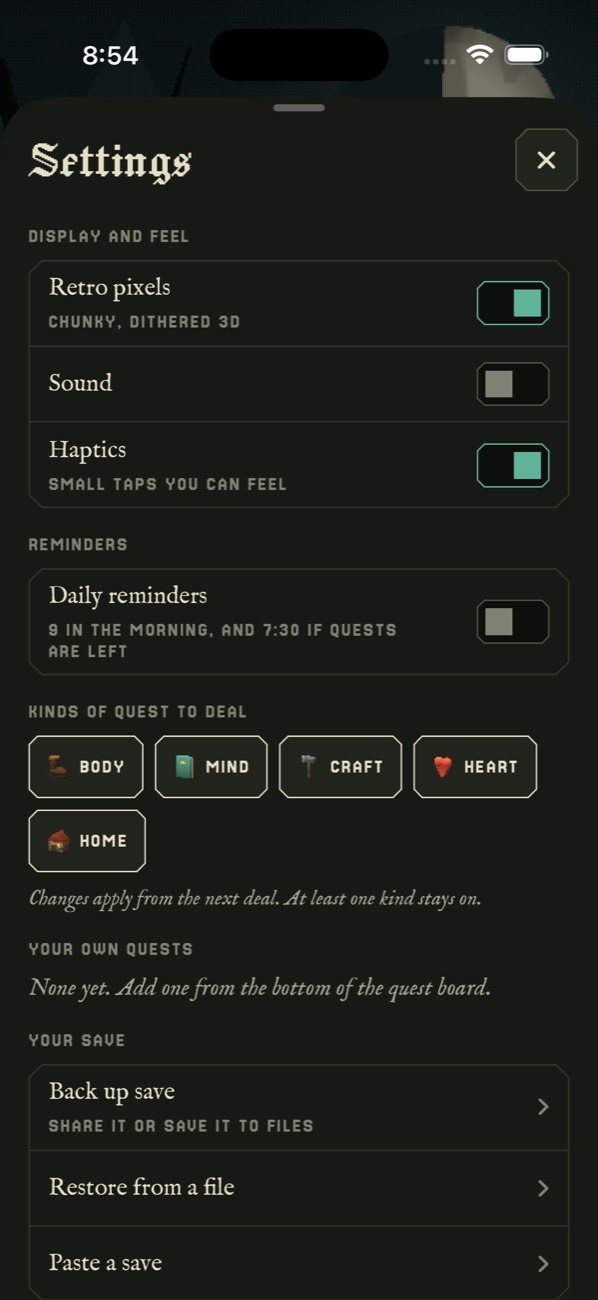 8:54
Settings
DISPLAY AND FEEL
Retro pixels
CHUNKY, DITHERED 3D
Sound
Haptics
SMALL TAPS YOU CAN FEEL
REMINDERS
Daily reminders
9 IN THE MORNING, AND 7:30 IF QUESTS
ARE LEFT
KINDS OF QUEST TO DEAL
BODY
MIND
CRAFT
HEART
HOME
Changes apply from the next deal. At least one kind stays on.
YOUR OWN QUESTS
None yet. Add one from the bottom of the quest board.
YOUR SAVE
Back up save
SHARE IT OR SAVE IT TO FILES
Restore from a file
Paste a save